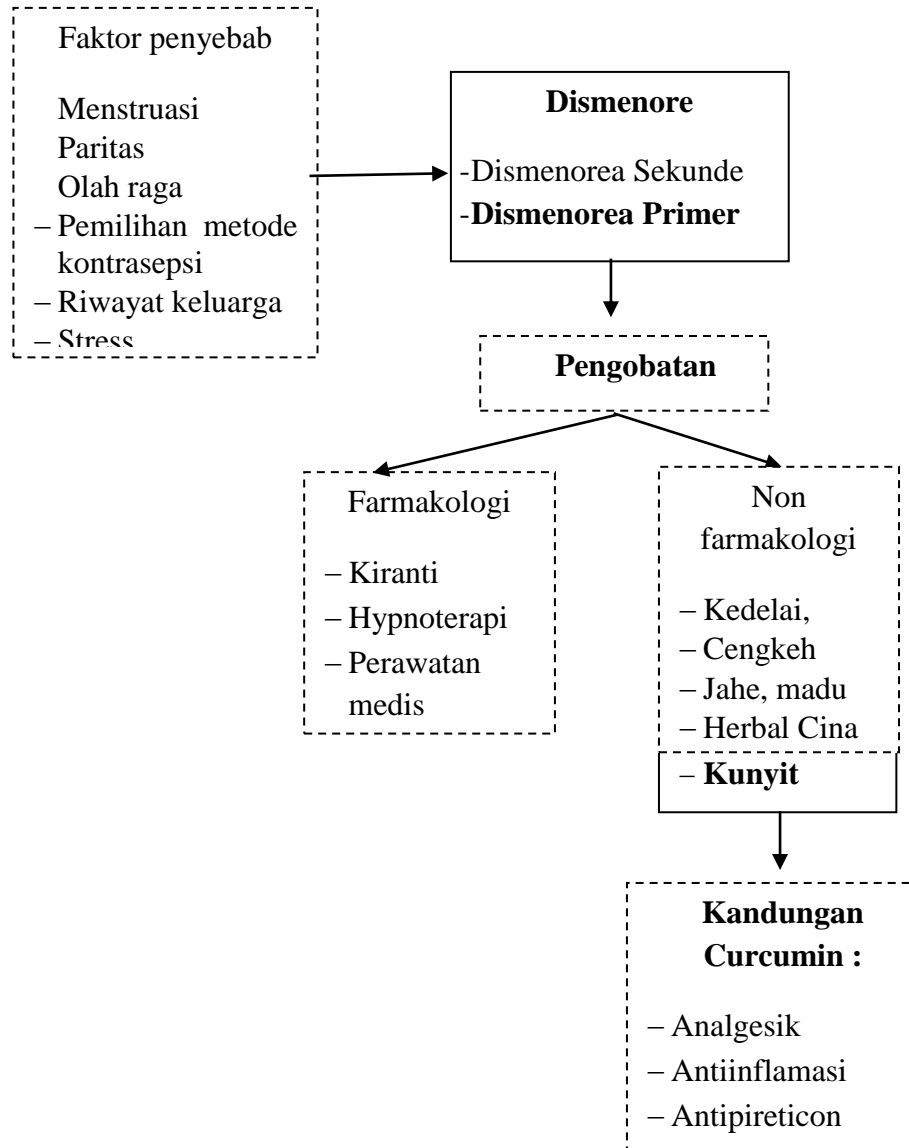 Faktor penyebab
Menstruasi
Paritas
Olah raga
– Pemilihan metode
kontrasepsi
– Riwayat keluarga
– Stress
Dismenore
-Dismenorea Sekunde
-Dismenorea Primer
Pengobatan
Farmakologi
– Kiranti
– Hypnoterapi
– Perawatan
medis
Non
farmakologi
– Kedelai,
– Cengkeh
– Jahe, madu
– Herbal Cina
– Kunyit
Kandungan
Curcumin :
– Analgesik
– Antiinflamasi
– Antipireticon